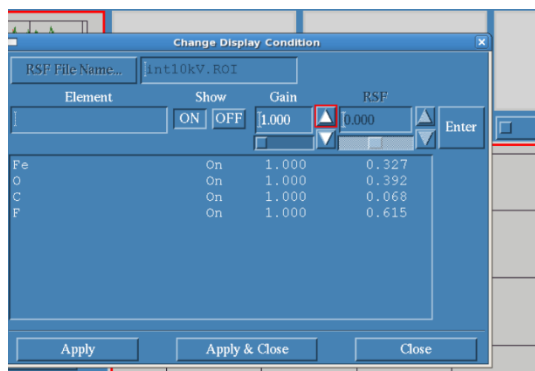 Change Display Condition
RSF File Name... int10kV.ROI
Element Show Gain RSF
ON OFF 1.000 0.000 Enter
Fe On 1.000 0.327
O On 1.000 0.392
C On 1.000 0.068
F On 1.000 0.615
Apply Apply & Close Close